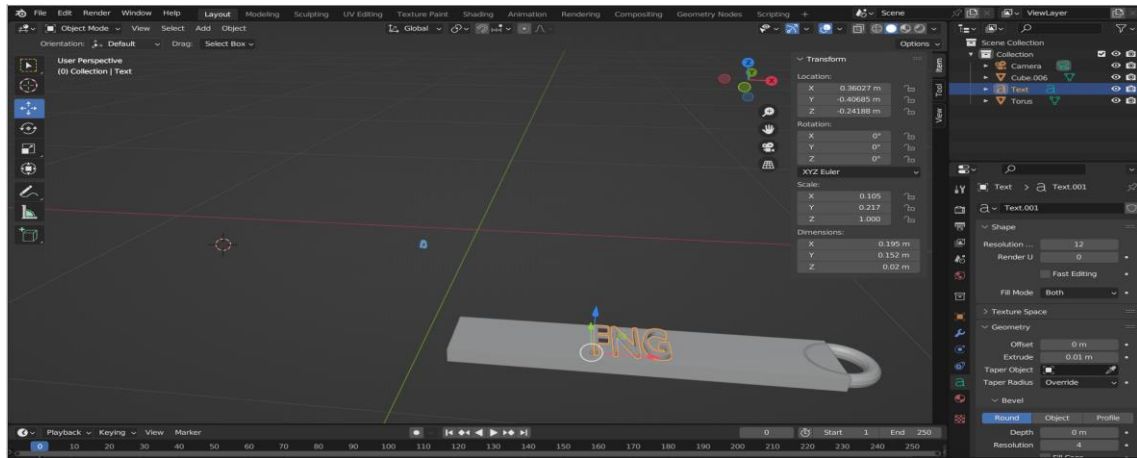 File Edit Render Window Help Layout Modeling Sculpting UV Editing Texture Paint Shading Animation Rendering Compositing Geometry Nodes Scripting + Scene ViewLayer
Object Mode View Select Add Object Global Options
Orientation: Default Drag: Select Box
User Perspective
(0) Collection | Text
Transform
Location:
X 0.36027 m
Y -0.40685 m
Z -0.24188 m
Rotation:
X 0°
Y 0°
Z 0°
XYZ Euler
Scale:
X 0.105
Y 0.217
Z 1.000
Dimensions:
X 0.195 m
Y 0.152 m
Z 0.02 m
Item
Tool
View
Z
Y
X
FNG
Scene Collection
Collection
Camera
Cube.006
Text
Torus
Text > Text.001
Text.001
Shape
Resolution ... 12
Render U 0
Fast Editing
Fill Mode Both
Texture Space
Geometry
Offset 0 m
Extrude 0.01 m
Taper Object
Taper Radius Override
Bevel
Round Object Profile
Depth 0 m
Resolution 4
Fill Caps
Playback Keying View Marker 0 Start 1 End 250
0 10 20 30 40 50 60 70 80 90 100 110 120 130 140 150 160 170 180 190 200 210 220 230 240 250